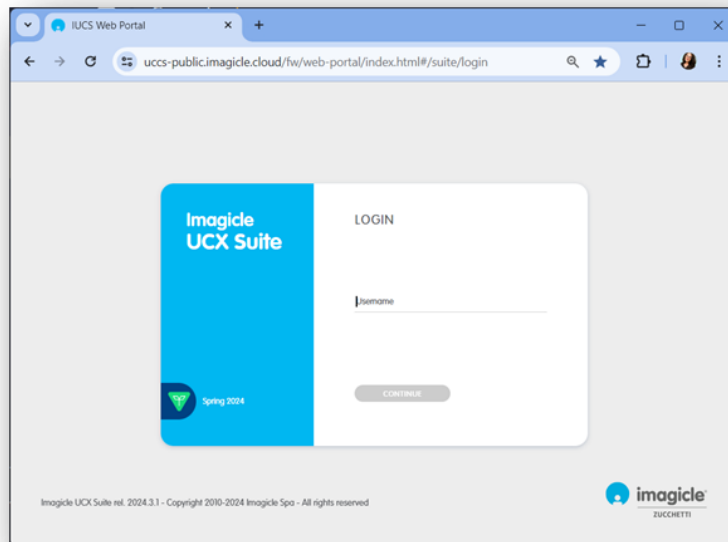 IUCS Web Portal
uccs-public.imagicle.cloud/fw/web-portal/index.html#/suite/login
Imagicle
UCX Suite
Spring 2024
LOGIN
Username
CONTINUE
Imagicle UCX Suite rel. 2024.3.1 - Copyright 2010-2024 Imagicle Spa - All rights reserved
imagicle
ZUCCHETTI